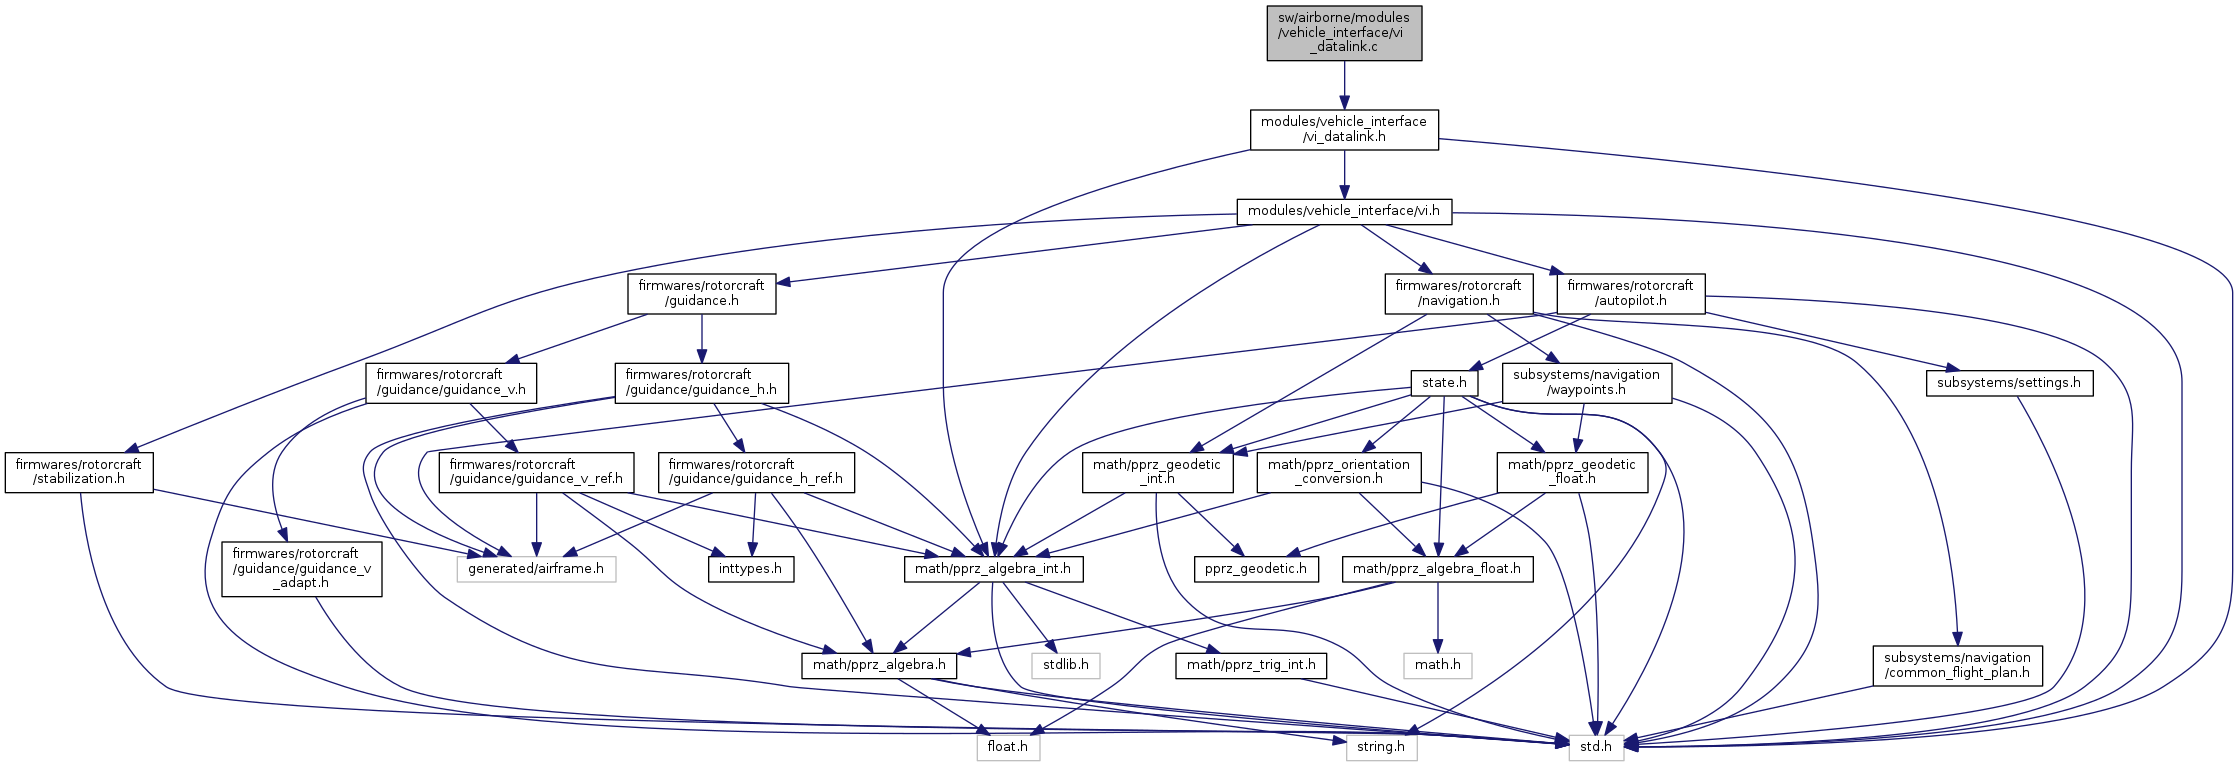 sw/airborne/modules
/vehicle_interface/vi
_datalink.c
modules/vehicle_interface
/vi_datalink.h
modules/vehicle_interface/vi.h
firmwares/rotorcraft
/guidance.h
firmwares/rotorcraft
/navigation.h
firmwares/rotorcraft
/autopilot.h
firmwares/rotorcraft
/guidance/guidance_v.h
firmwares/rotorcraft
/guidance/guidance_h.h
state.h
subsystems/navigation
/waypoints.h
subsystems/settings.h
firmwares/rotorcraft
/stabilization.h
firmwares/rotorcraft
/guidance/guidance_v_ref.h
firmwares/rotorcraft
/guidance/guidance_h_ref.h
math/pprz_geodetic
_int.h
math/pprz_orientation
_conversion.h
math/pprz_geodetic
_float.h
firmwares/rotorcraft
/guidance/guidance_v
_adapt.h
generated/airframe.h
inttypes.h
math/pprz_algebra_int.h
pprz_geodetic.h
math/pprz_algebra_float.h
math/pprz_algebra.h
stdlib.h
math/pprz_trig_int.h
math.h
subsystems/navigation
/common_flight_plan.h
float.h
string.h
std.h